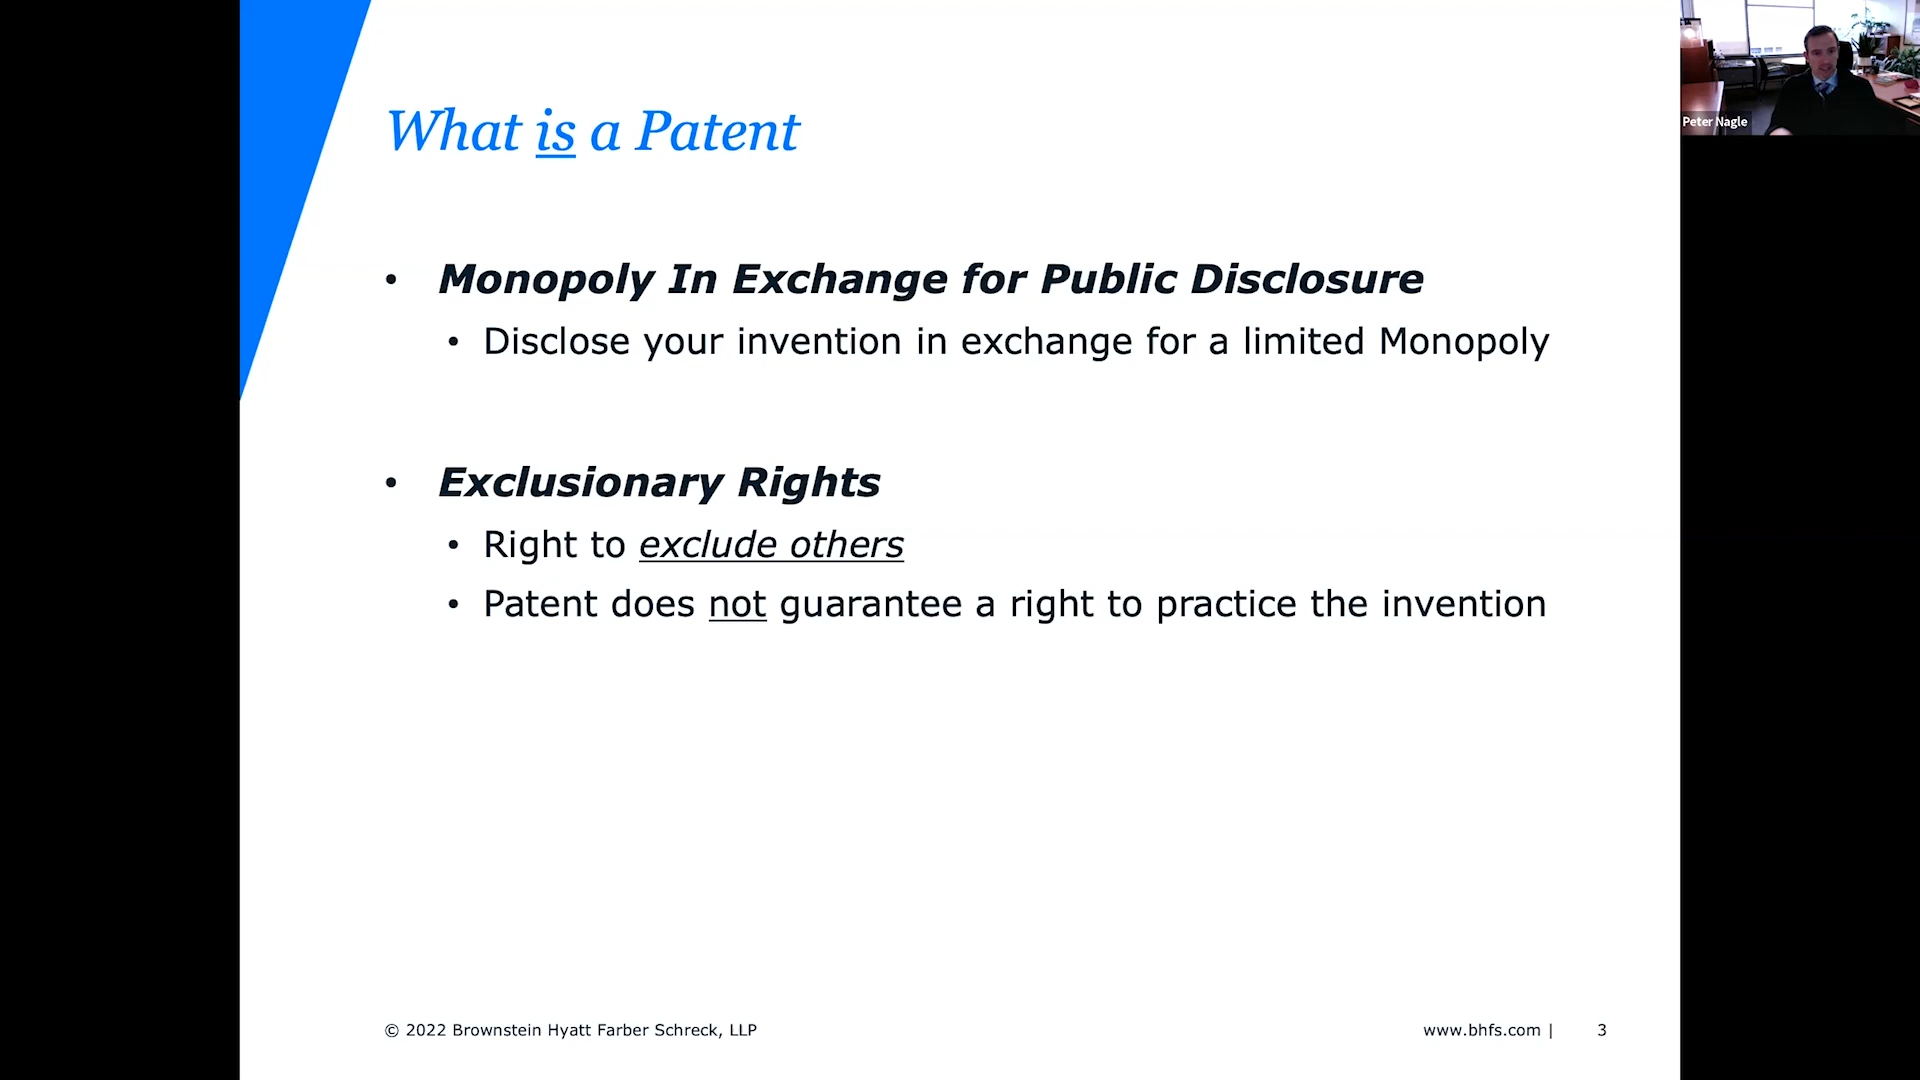 What is a Patent
Peter Nagle
• Monopoly In Exchange for Public Disclosure
• Disclose your invention in exchange for a limited Monopoly
• Exclusionary Rights
• Right to exclude others
• Patent does not guarantee a right to practice the invention
© 2022 Brownstein Hyatt Farber Schreck, LLP
www.bhfs.com | 3